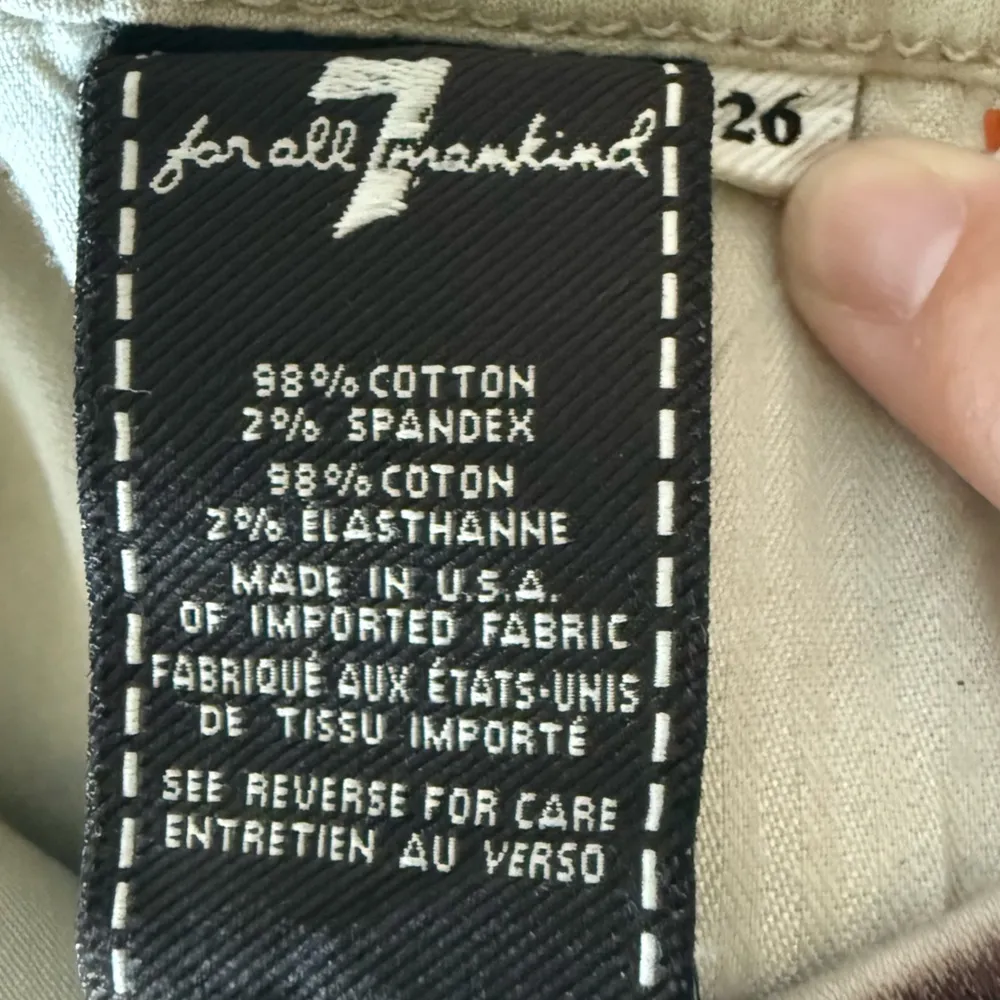 7
for all mankind
26
98% COTTON
2% SPANDEX
98% COTON
2% ÉLASTHANNE
MADE IN U.S.A.
OF IMPORTED FABRIC
FABRIQUÉ AUX ÉTATS-UNIS
DE TISSU IMPORTÉ
SEE REVERSE FOR CARE
ENTRETIEN AU VERSO